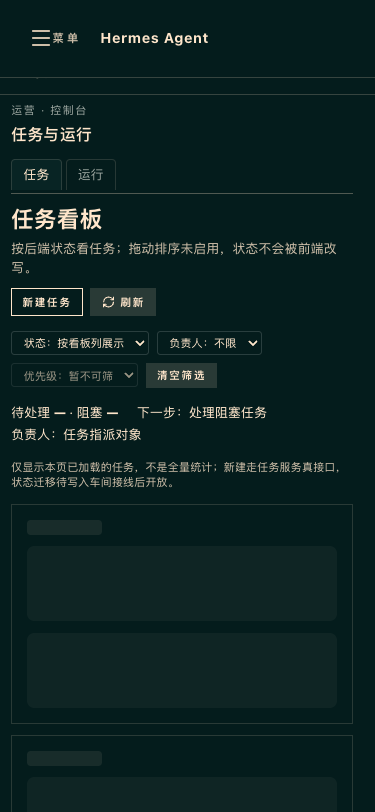 菜单 Hermes Agent
运营 · 控制台
任务与运行
任务 运行
任务看板
按后端状态看任务；拖动排序未启用，状态不会被前端改
写。
新建任务 刷新
状态：按看板列展示 负责人：不限
优先级：暂不可筛 清空筛选
待处理 — · 阻塞 — 下一步：处理阻塞任务
负责人：任务指派对象
仅显示本页已加载的任务，不是全量统计；新建走任务服务真接口，
状态迁移待写入车间接线后开放。